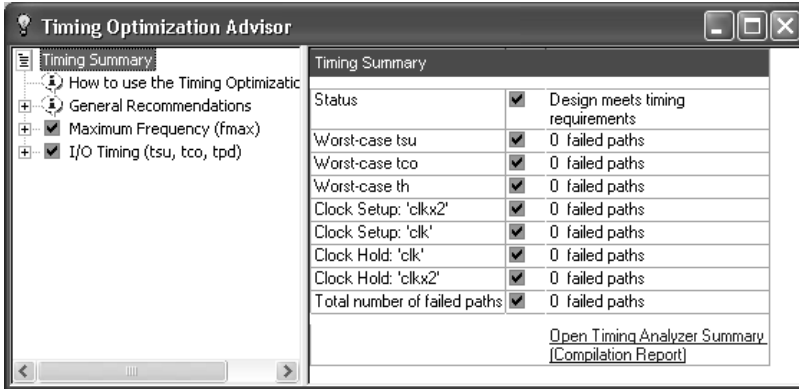 Timing Optimization Advisor
Timing Summary
How to use the Timing Optimizatic
General Recommendations
Maximum Frequency (fmax)
I/O Timing (tsu, tco, tpd)
Timing Summary
Status Design meets timing
requirements
Worst-case tsu 0 failed paths
Worst-case tco 0 failed paths
Worst-case th 0 failed paths
Clock Setup: 'clkx2' 0 failed paths
Clock Setup: 'clk' 0 failed paths
Clock Hold: 'clk' 0 failed paths
Clock Hold: 'clkx2' 0 failed paths
Total number of failed paths 0 failed paths
Open Timing Analyzer Summary
(Compilation Report)